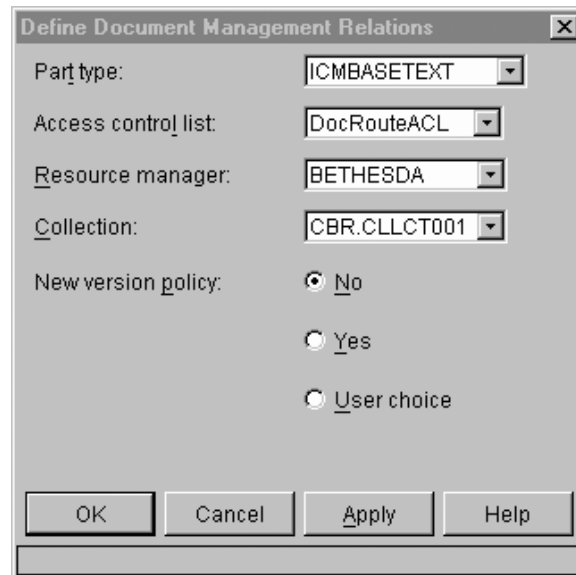 Define Document Management Relations
Part type: ICMBASETEXT
Access control list: DocRouteACL
Resource manager: BETHESDA
Collection: CBR.CLLCT001
New version policy: No
Yes
User choice
OK Cancel Apply Help